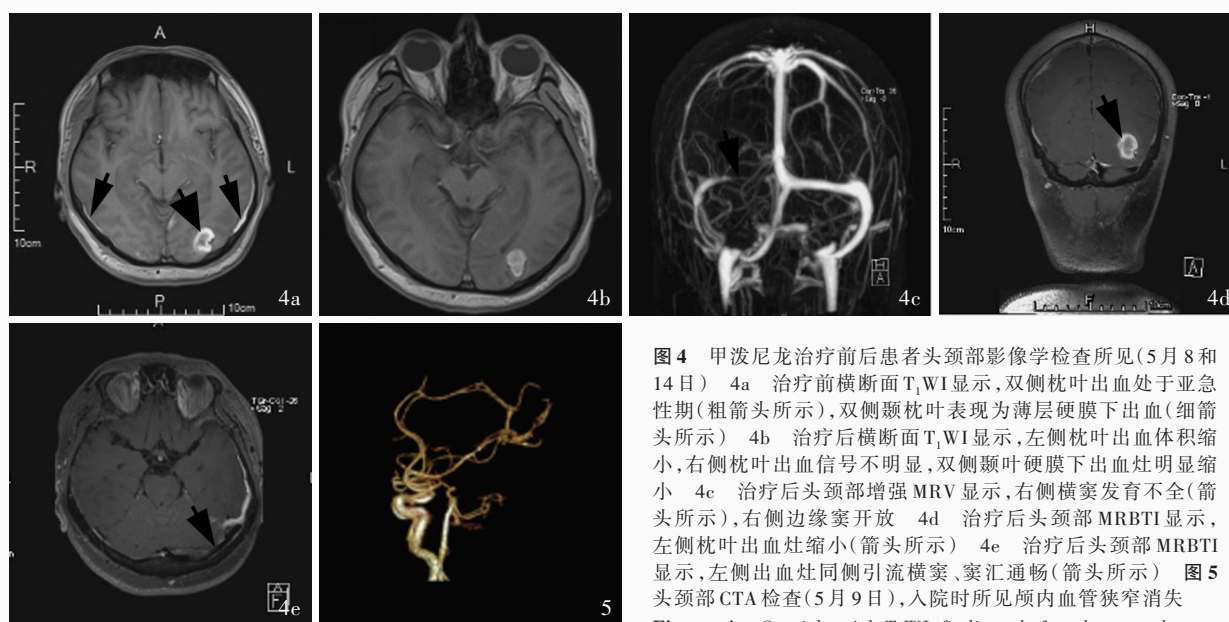 A
R
L
10cm
P
10cm
4a
4b
Cor>Tra 26
>Sag -3
H
A
4c
H
Cor>Tra -1
Sag 0
R
L
10cm
A
F
10cm
4d
A
F
4e
5
图4 甲泼尼龙治疗前后患者头颈部影像学检查所见(5月8和
14日) 4a 治疗前横断面T₁WI显示,双侧枕叶出血处于亚急
性期(粗箭头所示),双侧颞枕叶表现为薄层硬膜下出血(细箭
头所示) 4b 治疗后横断面T₁WI显示,左侧枕叶出血体积缩
小,右侧枕叶出血信号不明显,双侧颞叶硬膜下出血灶明显缩
小 4c 治疗后头颈部增强MRV显示,右侧横窦发育不全(箭
头所示),右侧边缘窦开放 4d 治疗后头颈部MRBTI显示,
左侧枕叶出血灶缩小(箭头所示) 4e 治疗后头颈部MRBTI
显示,左侧出血灶同侧引流横窦、窦汇通畅(箭头所示) 图5
头颈部CTA检查(5月9日),入院时所见颅内血管狭窄消失